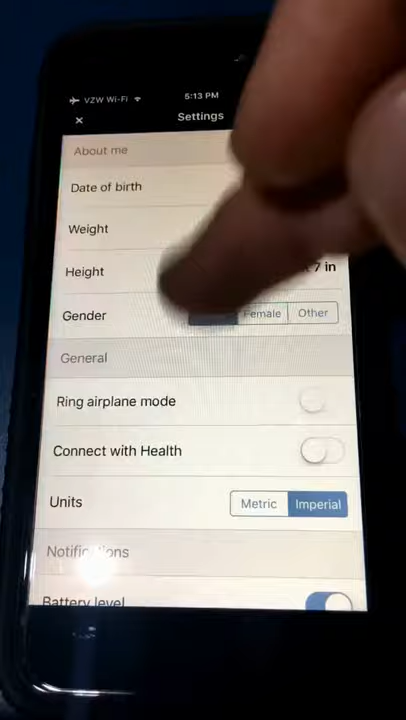 VZW Wi-Fi 5:13 PM
Settings
About me
Date of birth
Weight
Height 7 in
Gender Female Other
General
Ring airplane mode
Connect with Health
Units Metric Imperial
Notifications
Battery level